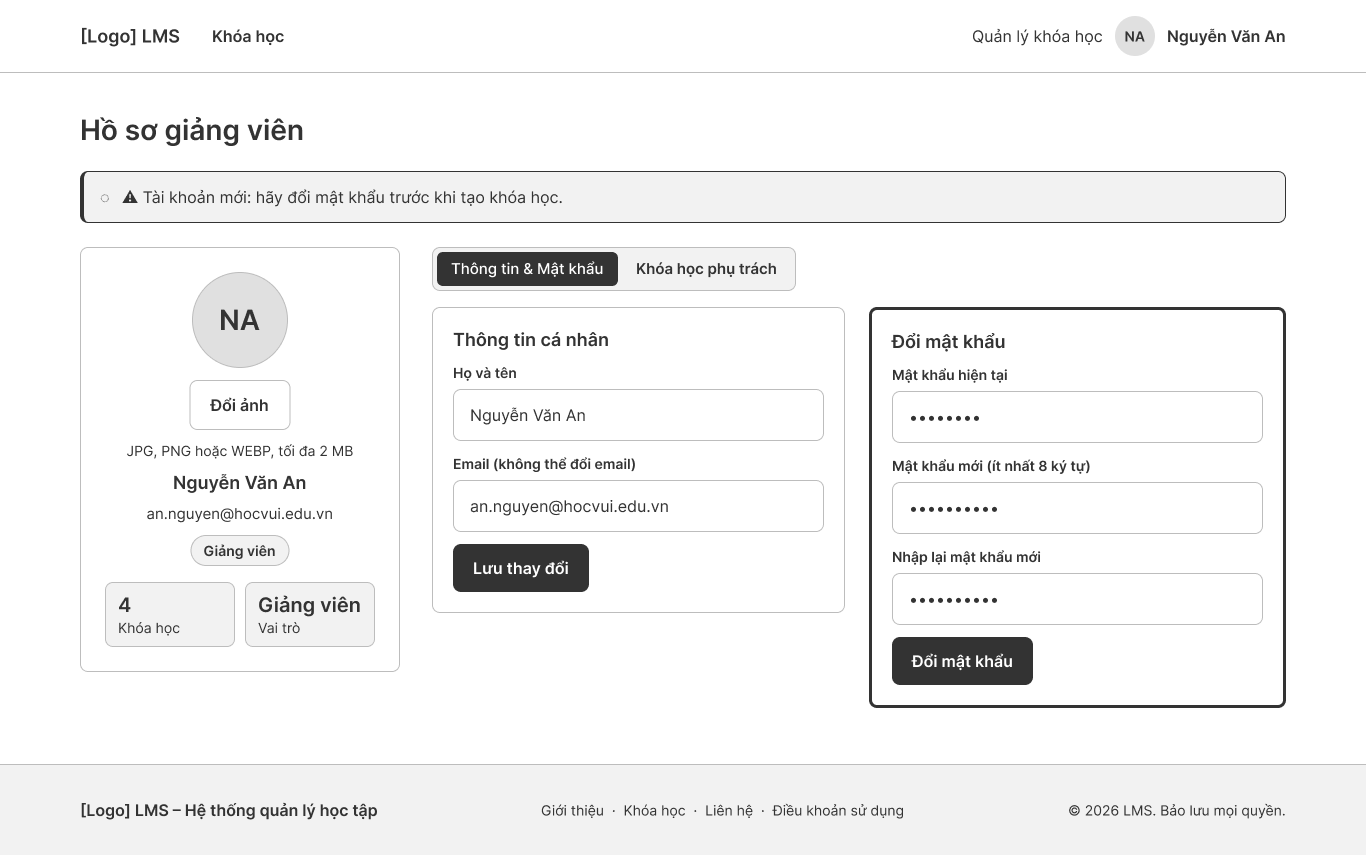 [Logo] LMS
Khóa học
Quản lý khóa học
NA
Nguyễn Văn An
Hồ sơ giảng viên
⚠ Tài khoản mới: hãy đổi mật khẩu trước khi tạo khóa học.
NA
Đổi ảnh
JPG, PNG hoặc WEBP, tối đa 2 MB
Nguyễn Văn An
an.nguyen@hocvui.edu.vn
Giảng viên
4
Khóa học
Giảng viên
Vai trò
Thông tin & Mật khẩu
Khóa học phụ trách
Thông tin cá nhân
Họ và tên
Nguyễn Văn An
Email (không thể đổi email)
an.nguyen@hocvui.edu.vn
Lưu thay đổi
Đổi mật khẩu
Mật khẩu hiện tại
••••••••
Mật khẩu mới (ít nhất 8 ký tự)
••••••••••
Nhập lại mật khẩu mới
••••••••••
Đổi mật khẩu
[Logo] LMS – Hệ thống quản lý học tập
Giới thiệu · Khóa học · Liên hệ · Điều khoản sử dụng
© 2026 LMS. Bảo lưu mọi quyền.